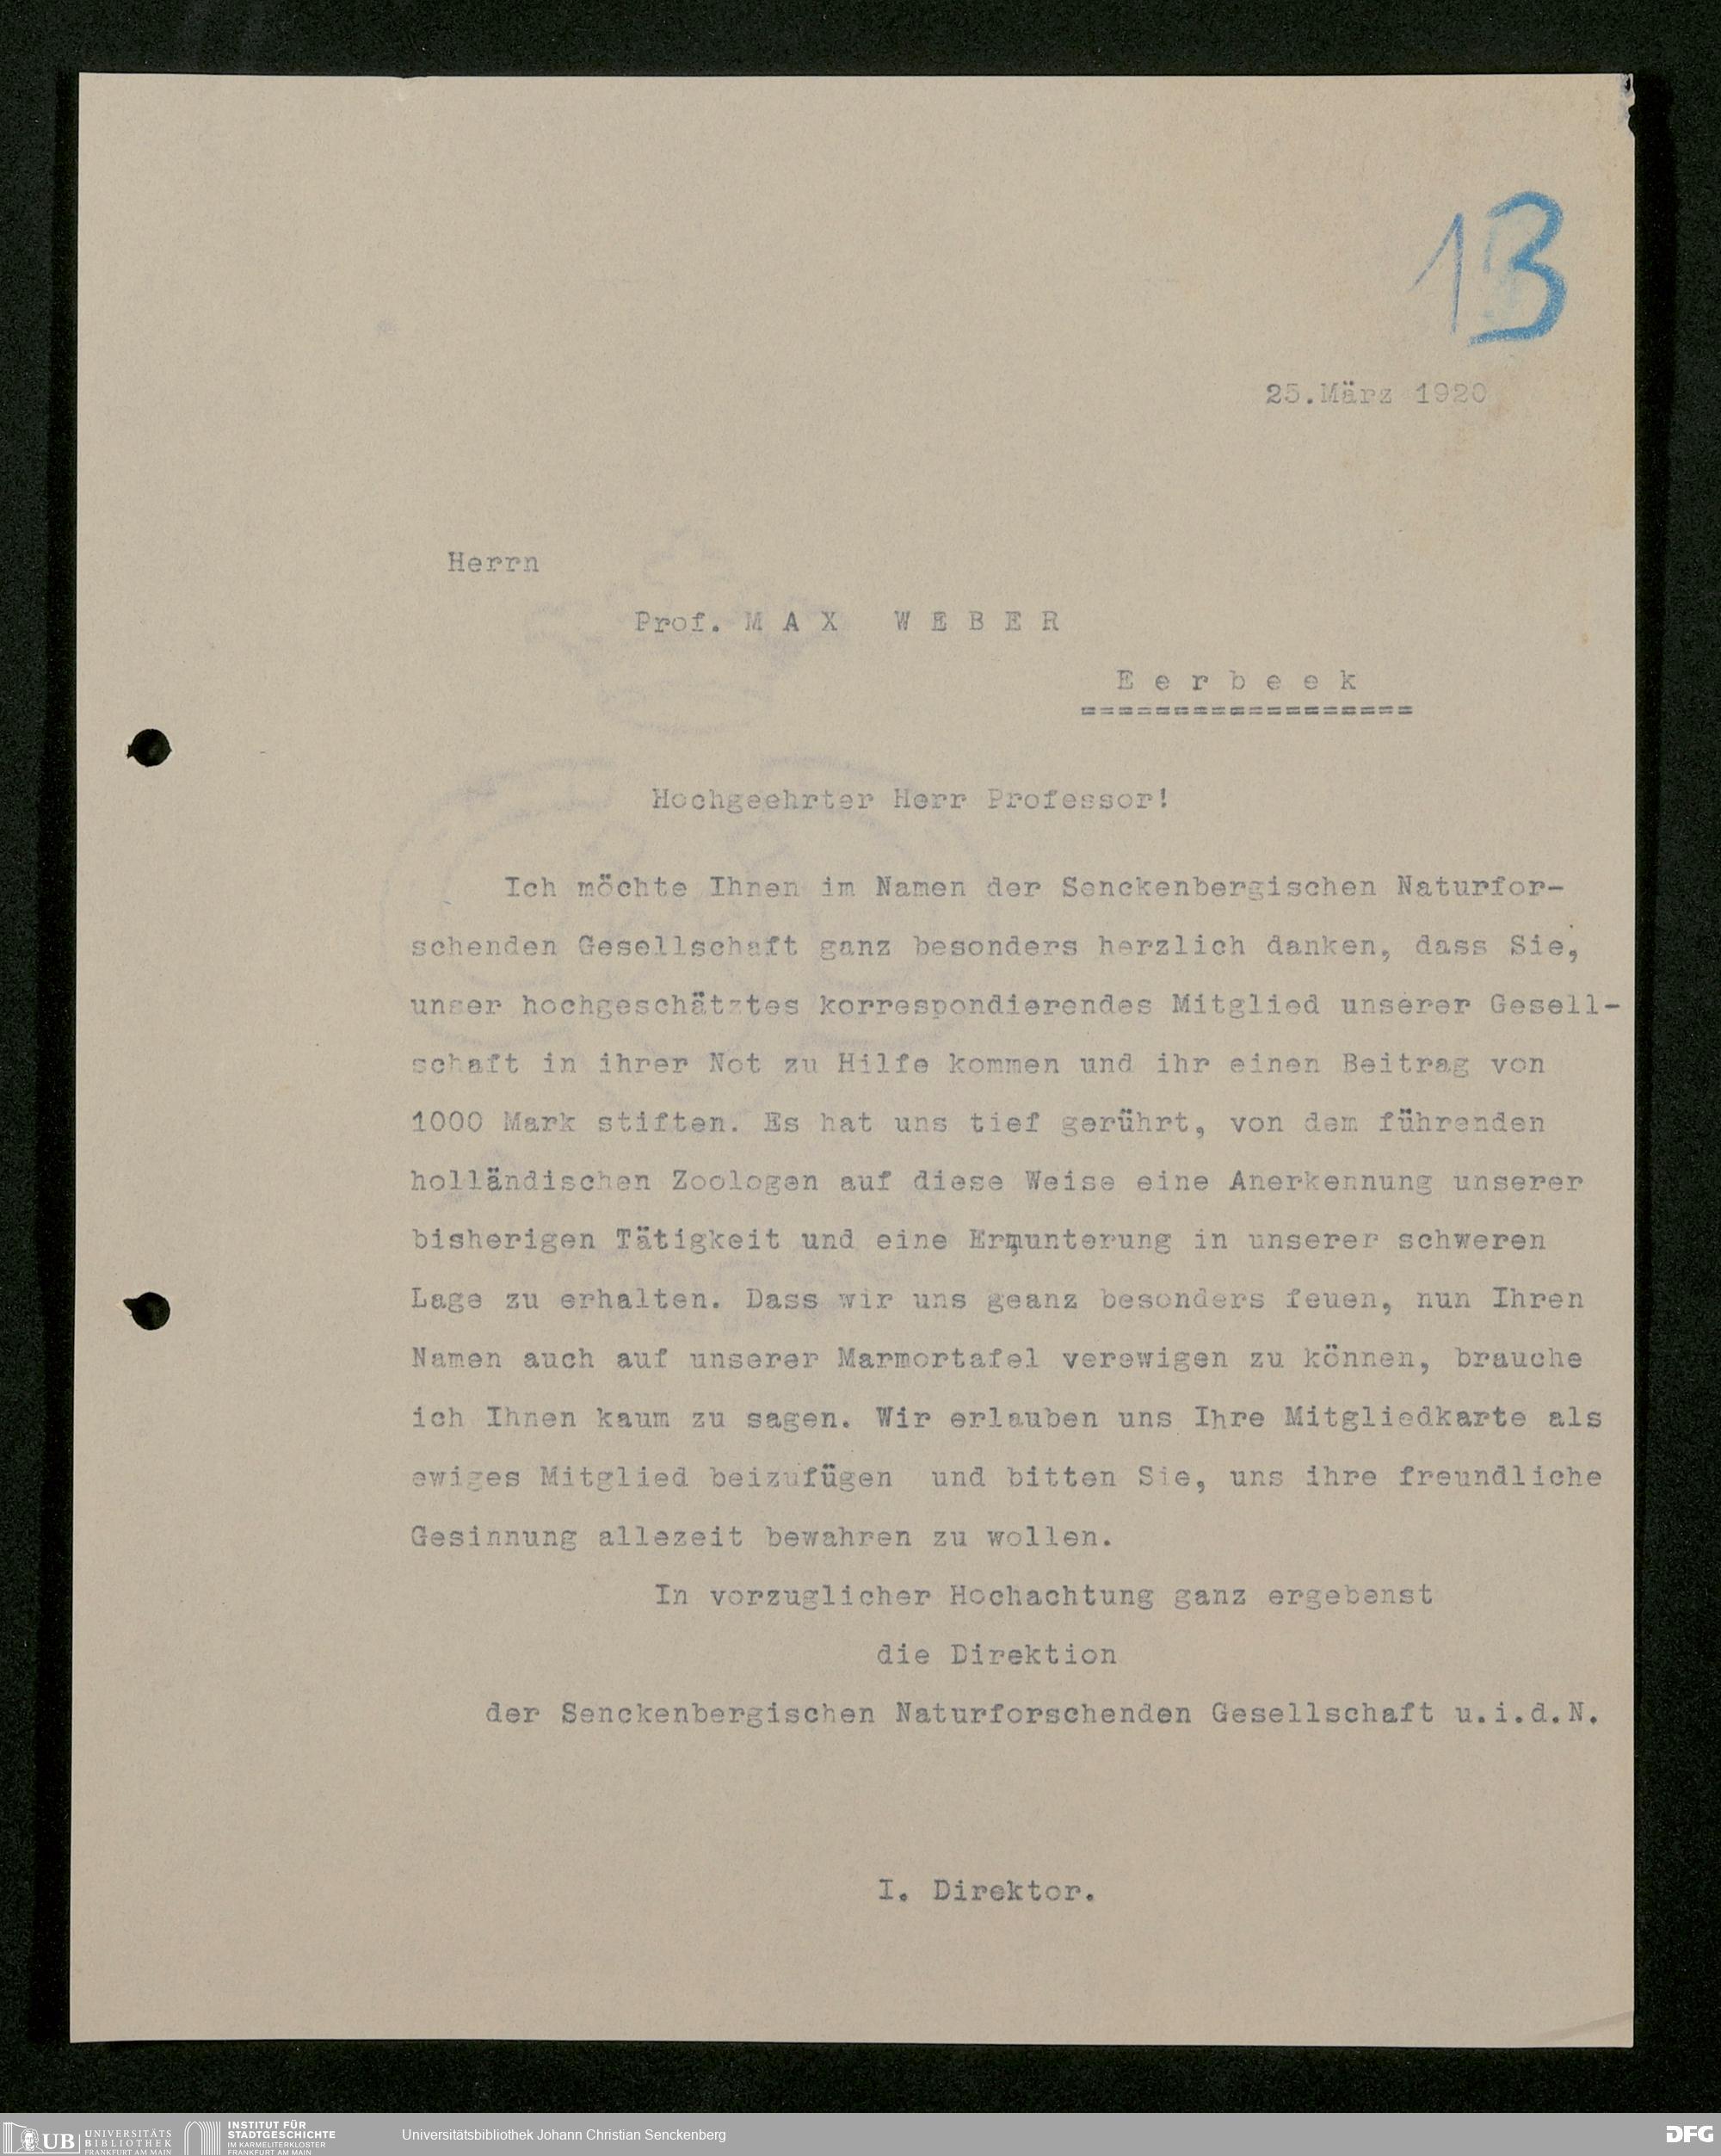 13
25.März 1920
Herrn
Prof. M A X W E B E R
E e r b e e k
==================
Hochgeehrter Herr Professor!
Ich möchte Ihnen im Namen der Senckenbergischen Naturfor-
schenden Gesellschaft ganz besonders herzlich danken, dass Sie,
unser hochgeschätztes korrespondierendes Mitglied unserer Gesell-
schaft in ihrer Not zu Hilfe kommen und ihr einen Beitrag von
1000 Mark stiften. Es hat uns tief gerührt, von dem führenden
holländischen Zoologen auf diese Weise eine Anerkennung unserer
bisherigen Tätigkeit und eine Ermunterung in unserer schweren
Lage zu erhalten. Dass wir uns geanz besonders feuen, nun Ihren
Namen auch auf unserer Marmortafel verewigen zu können, brauche
ich Ihnen kaum zu sagen. Wir erlauben uns Ihre Mitgliedkarte als
ewiges Mitglied beizufügen und bitten Sie, uns ihre freundliche
Gesinnung allezeit bewahren zu wollen.
In vorzuglicher Hochachtung ganz ergebenst
die Direktion
der Senckenbergischen Naturforschenden Gesellschaft u.i.d.N.
I. Direktor.
UB UNIVERSITÄTS
BIBLIOTHEK
FRANKFURT AM MAIN
INSTITUT FÜR
STADTGESCHICHTE
IM KARMELITERKLOSTER
FRANKFURT AM MAIN
Universitätsbibliothek Johann Christian Senckenberg
DFG